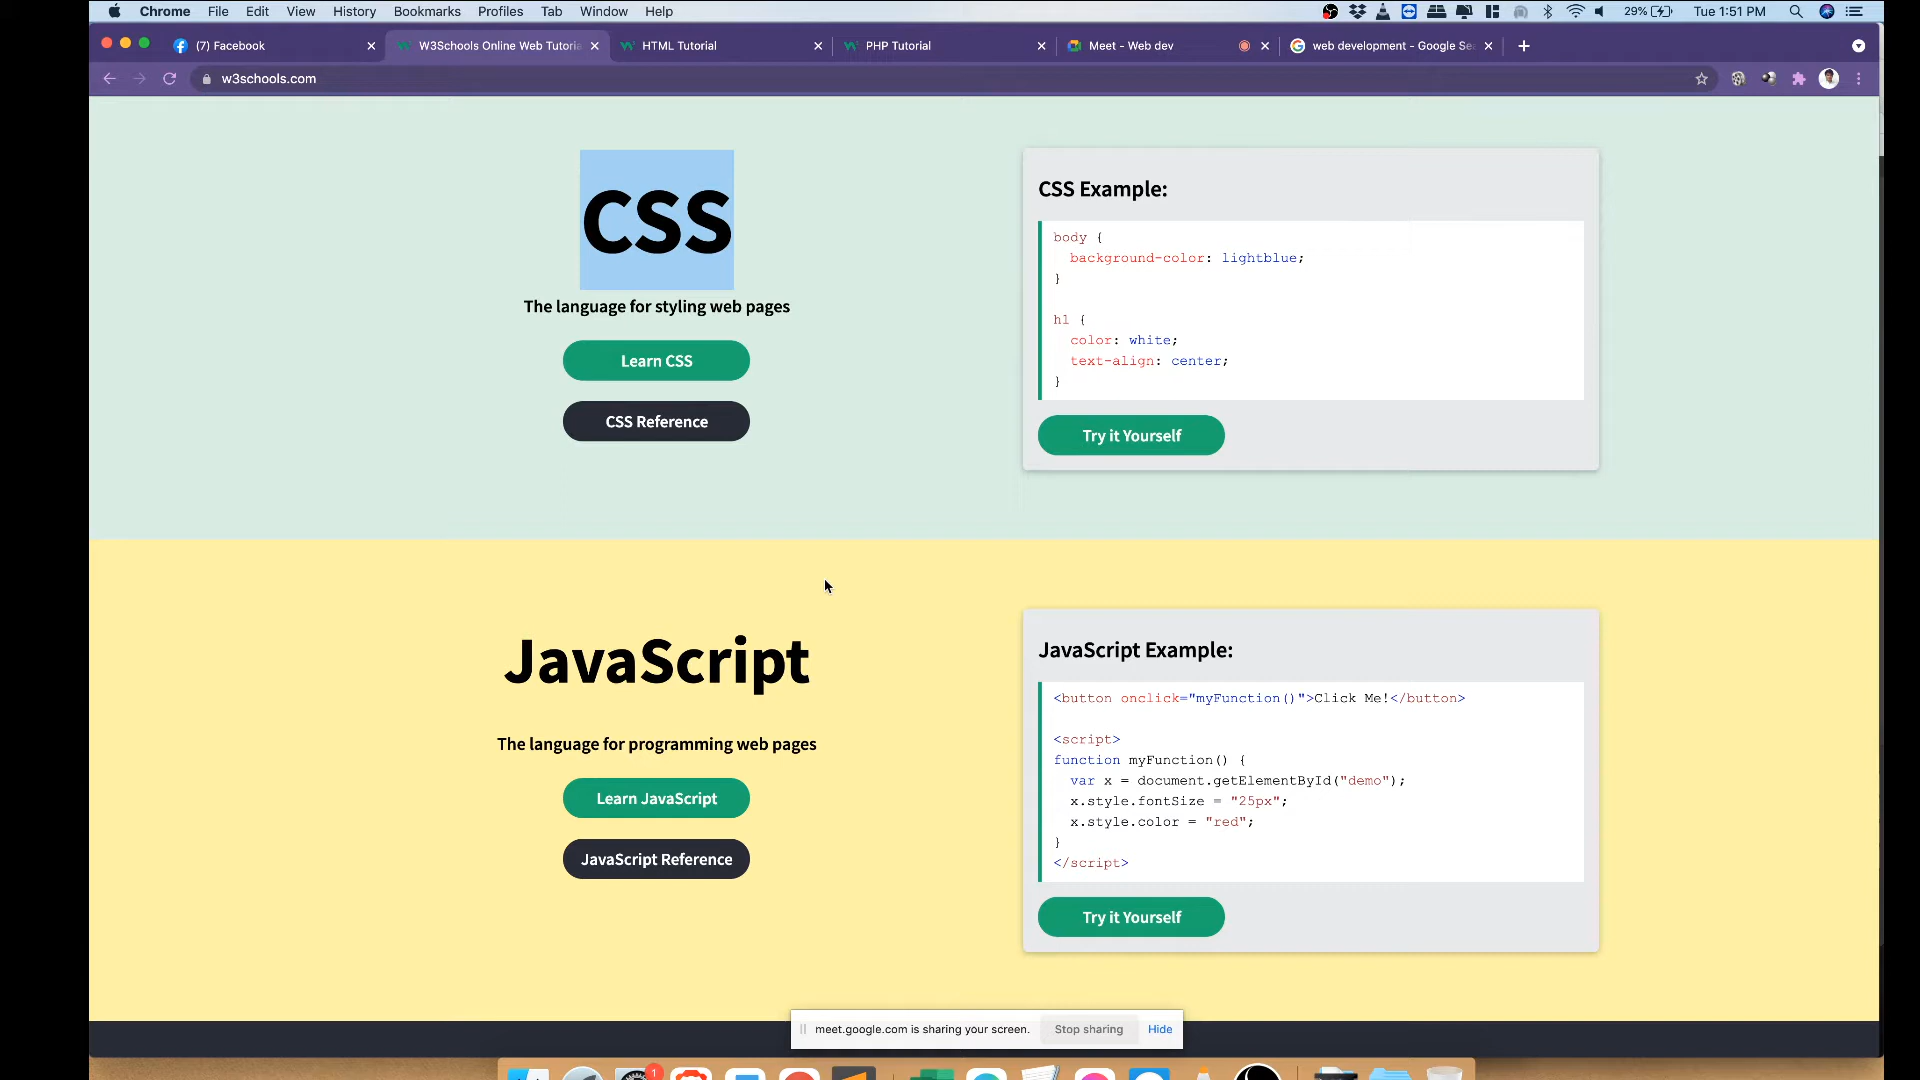 Chrome File Edit View History Bookmarks Profiles Tab Window Help 29% Tue 1:51 PM
(7) Facebook W3Schools Online Web Tutoria HTML Tutorial PHP Tutorial Meet - Web dev web development - Google Se
w3schools.com
CSS
The language for styling web pages
Learn CSS
CSS Reference
CSS Example:
body {
background-color: lightblue;
}
h1 {
color: white;
text-align: center;
}
Try it Yourself
JavaScript
The language for programming web pages
Learn JavaScript
JavaScript Reference
JavaScript Example:
<button onclick="myFunction()">Click Me!</button>
<script>
function myFunction() {
var x = document.getElementById("demo");
x.style.fontSize = "25px";
x.style.color = "red";
}
</script>
Try it Yourself
meet.google.com is sharing your screen. Stop sharing Hide
1